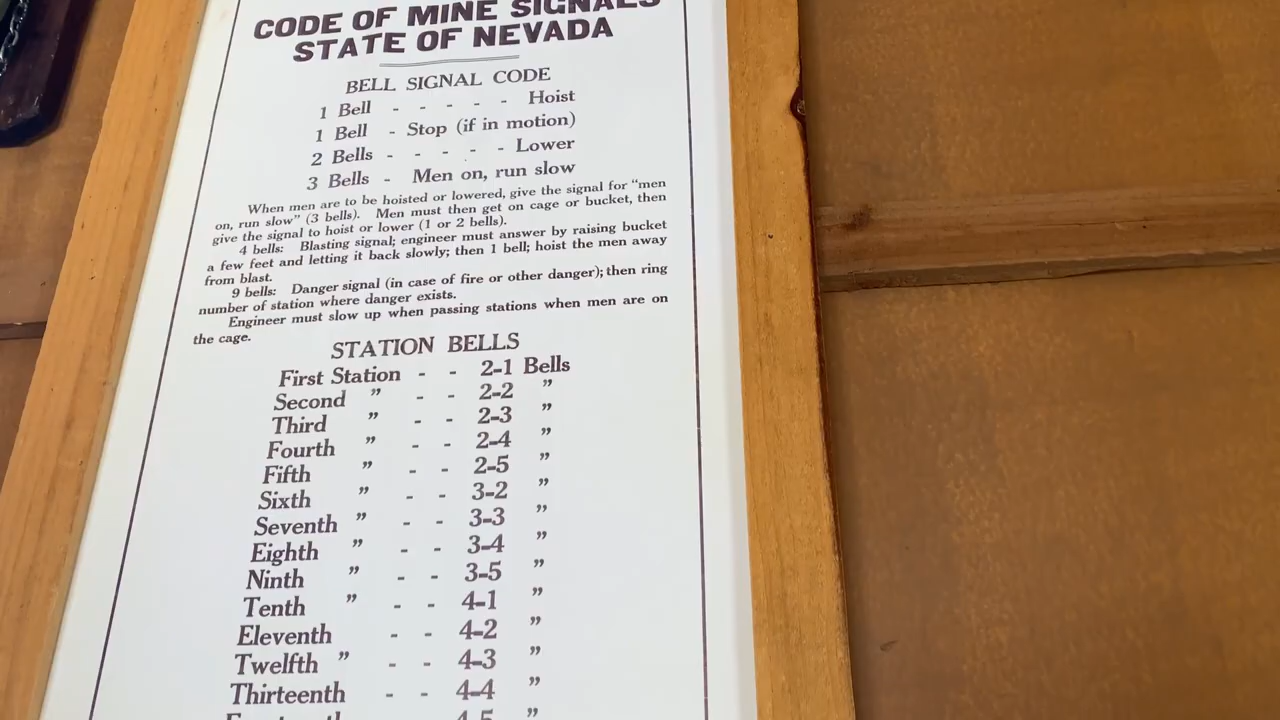 CODE OF MINE SIGNALS
STATE OF NEVADA
BELL SIGNAL CODE
1 Bell - - - - - Hoist
1 Bell - Stop (if in motion)
2 Bells - - - - - Lower
3 Bells - Men on, run slow
When men are to be hoisted or lowered, give the signal for "men
on, run slow" (3 bells). Men must then get on cage or bucket, then
give the signal to hoist or lower (1 or 2 bells).
4 bells: Blasting signal; engineer must answer by raising bucket
a few feet and letting it back slowly; then 1 bell; hoist the men away
from blast.
9 bells: Danger signal (in case of fire or other danger); then ring
number of station where danger exists.
Engineer must slow up when passing stations when men are on
the cage.
STATION BELLS
First Station - - 2-1 Bells
Second " - - 2-2 "
Third " - - 2-3 "
Fourth " - - 2-4 "
Fifth " - - 2-5 "
Sixth " - - 3-2 "
Seventh " - - 3-3 "
Eighth " - - 3-4 "
Ninth " - - 3-5 "
Tenth " - - 4-1 "
Eleventh - - 4-2 "
Twelfth " - - 4-3 "
Thirteenth - - 4-4 "
4-5 "